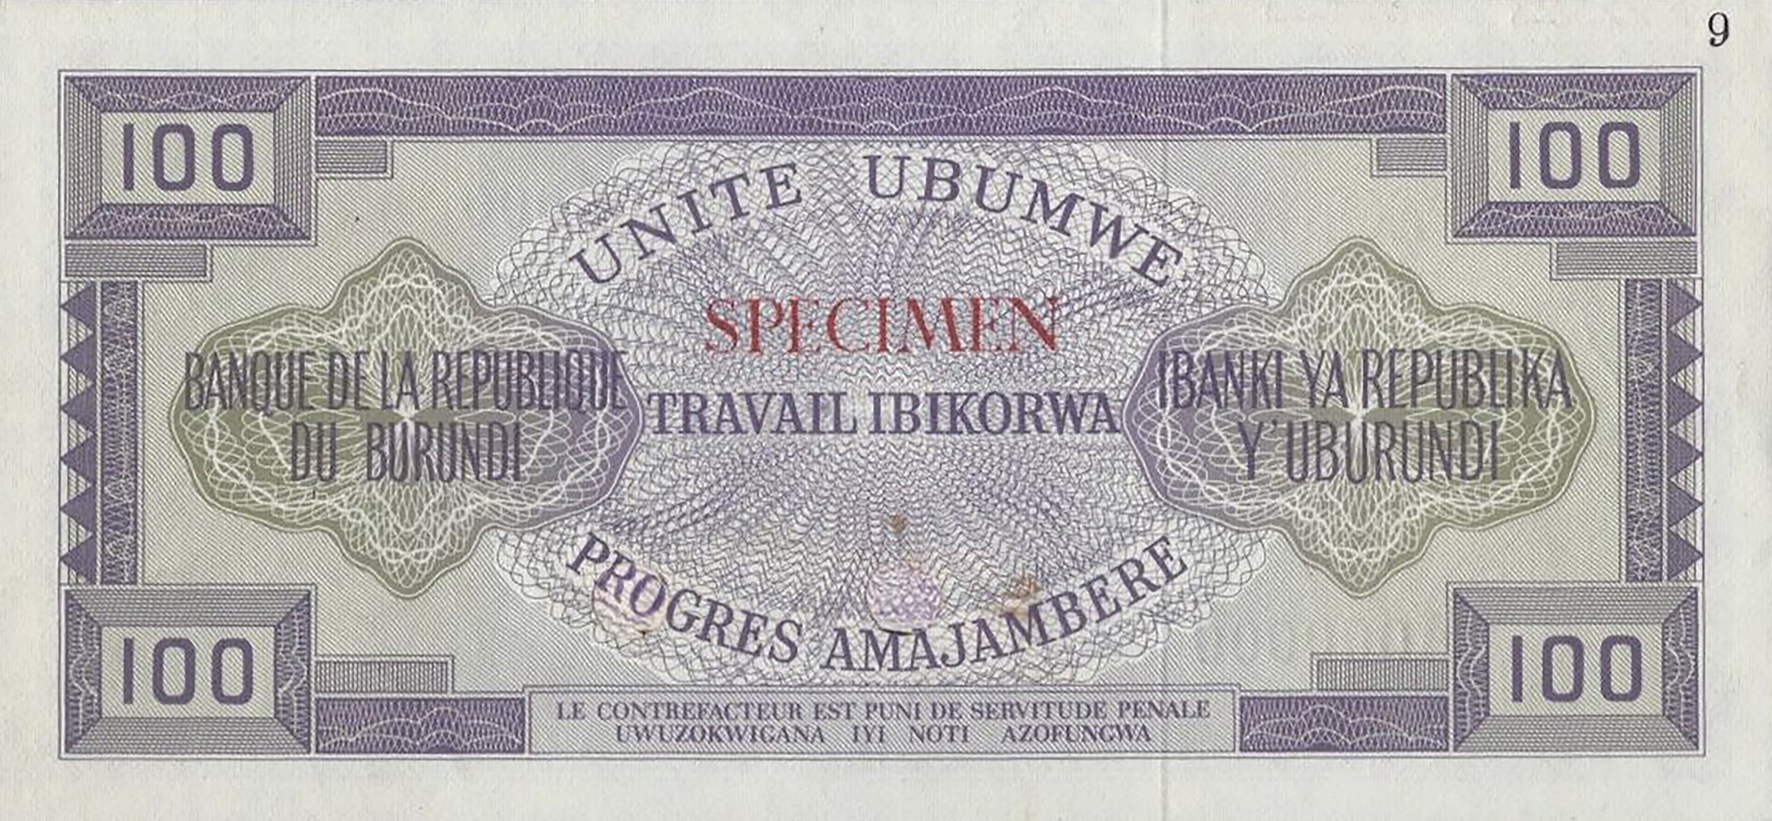 9
100
100
UNITE UBUMWE
SPECIMEN
BANQUE DE LA REPUBLIQUE
DU BURUNDI
TRAVAIL IBIKORWA
IBANKI YA REPUBLIKA
Y'UBURUNDI
PROGRES AMAJAMBERE
100
100
LE CONTREFACTEUR EST PUNI DE SERVITUDE PENALE
UWUZOKWIGANA IYI NOTI AZOFUNGWA